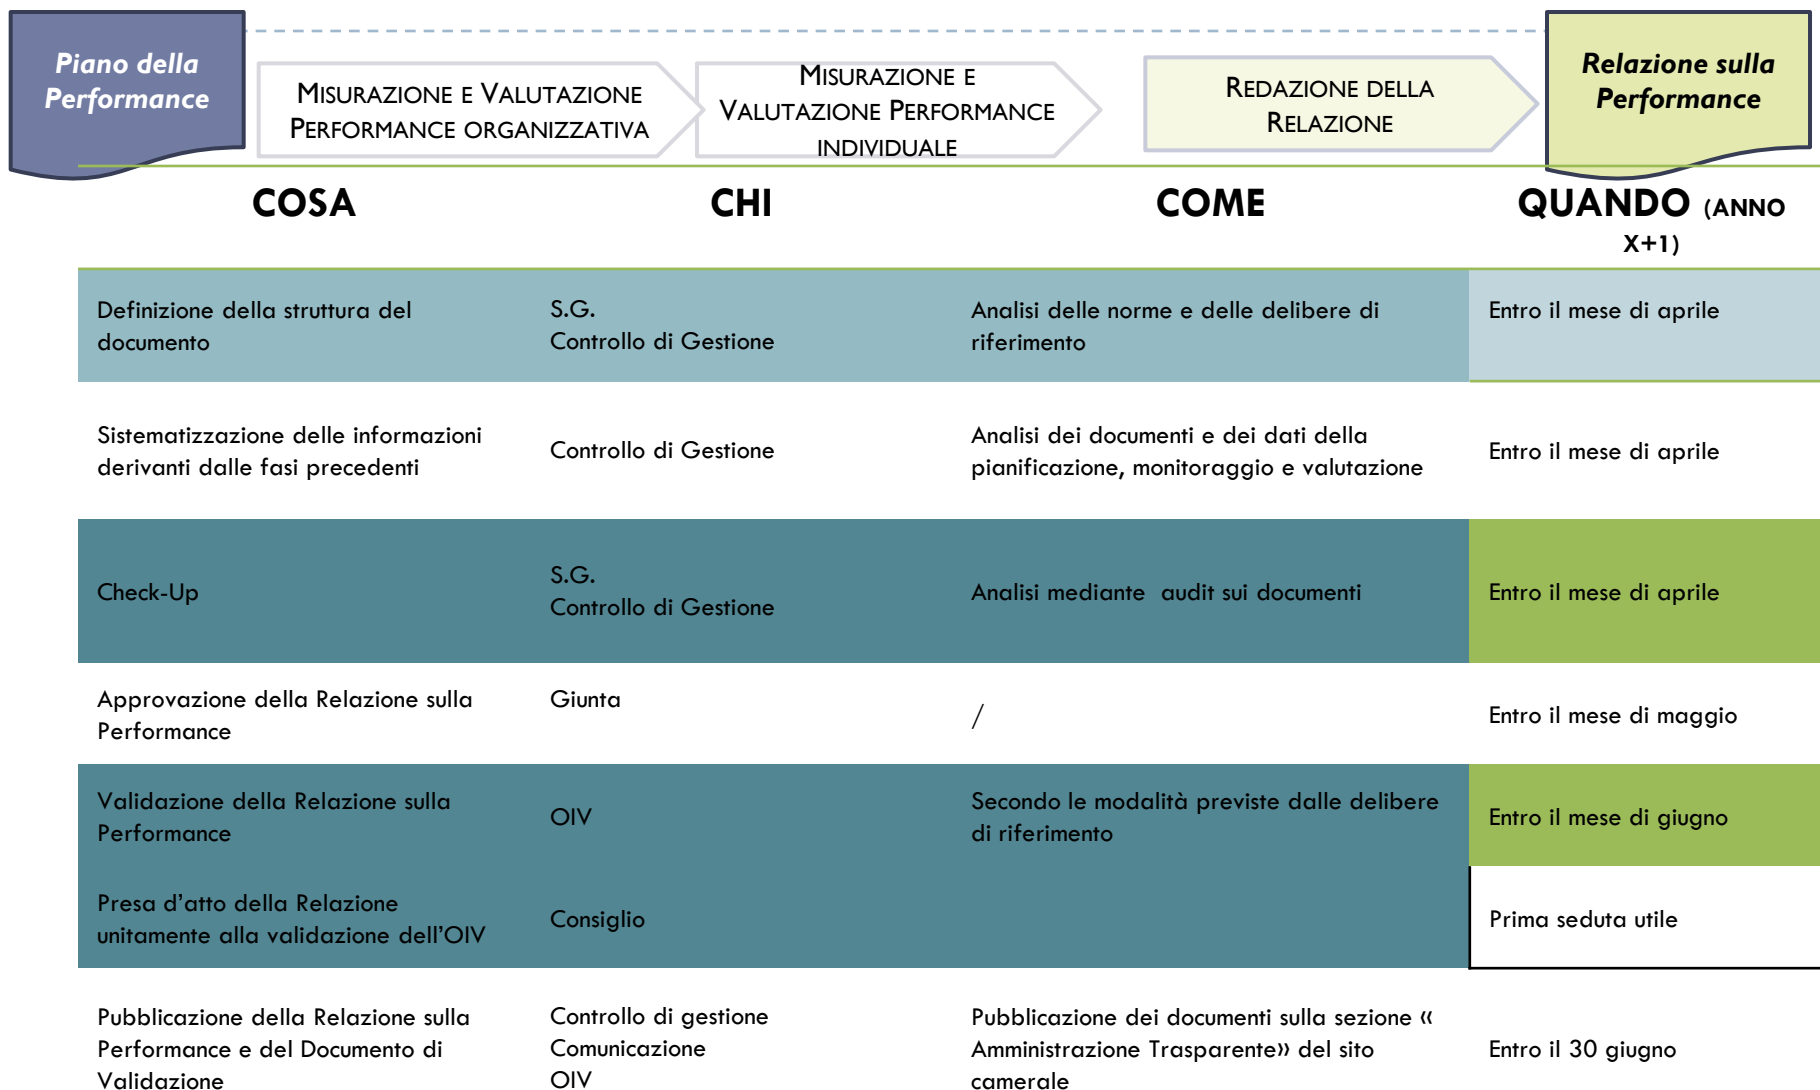 Piano della
Performance
MISURAZIONE E VALUTAZIONE
PERFORMANCE ORGANIZZATIVA
MISURAZIONE E
VALUTAZIONE PERFORMANCE
INDIVIDUALE
REDAZIONE DELLA
RELAZIONE
Relazione sulla
Performance
COSA
CHI
COME
QUANDO (ANNO
X+1)
Definizione della struttura del
documento
S.G.
Controllo di Gestione
Analisi delle norme e delle delibere di
riferimento
Entro il mese di aprile
Sistematizzazione delle informazioni
derivanti dalle fasi precedenti
Controllo di Gestione
Analisi dei documenti e dei dati della
pianificazione, monitoraggio e valutazione
Entro il mese di aprile
Check-Up
S.G.
Controllo di Gestione
Analisi mediante  audit sui documenti
Entro il mese di aprile
Approvazione della Relazione sulla
Performance
Giunta
/
Entro il mese di maggio
Validazione della Relazione sulla
Performance
OIV
Secondo le modalità previste dalle delibere
di riferimento
Entro il mese di giugno
Presa d’atto della Relazione
unitamente alla validazione dell’OIV
Consiglio
Prima seduta utile
Pubblicazione della Relazione sulla
Performance e del Documento di
Validazione
Controllo di gestione
Comunicazione
OIV
Pubblicazione dei documenti sulla sezione «
Amministrazione Trasparente» del sito
camerale
Entro il 30 giugno